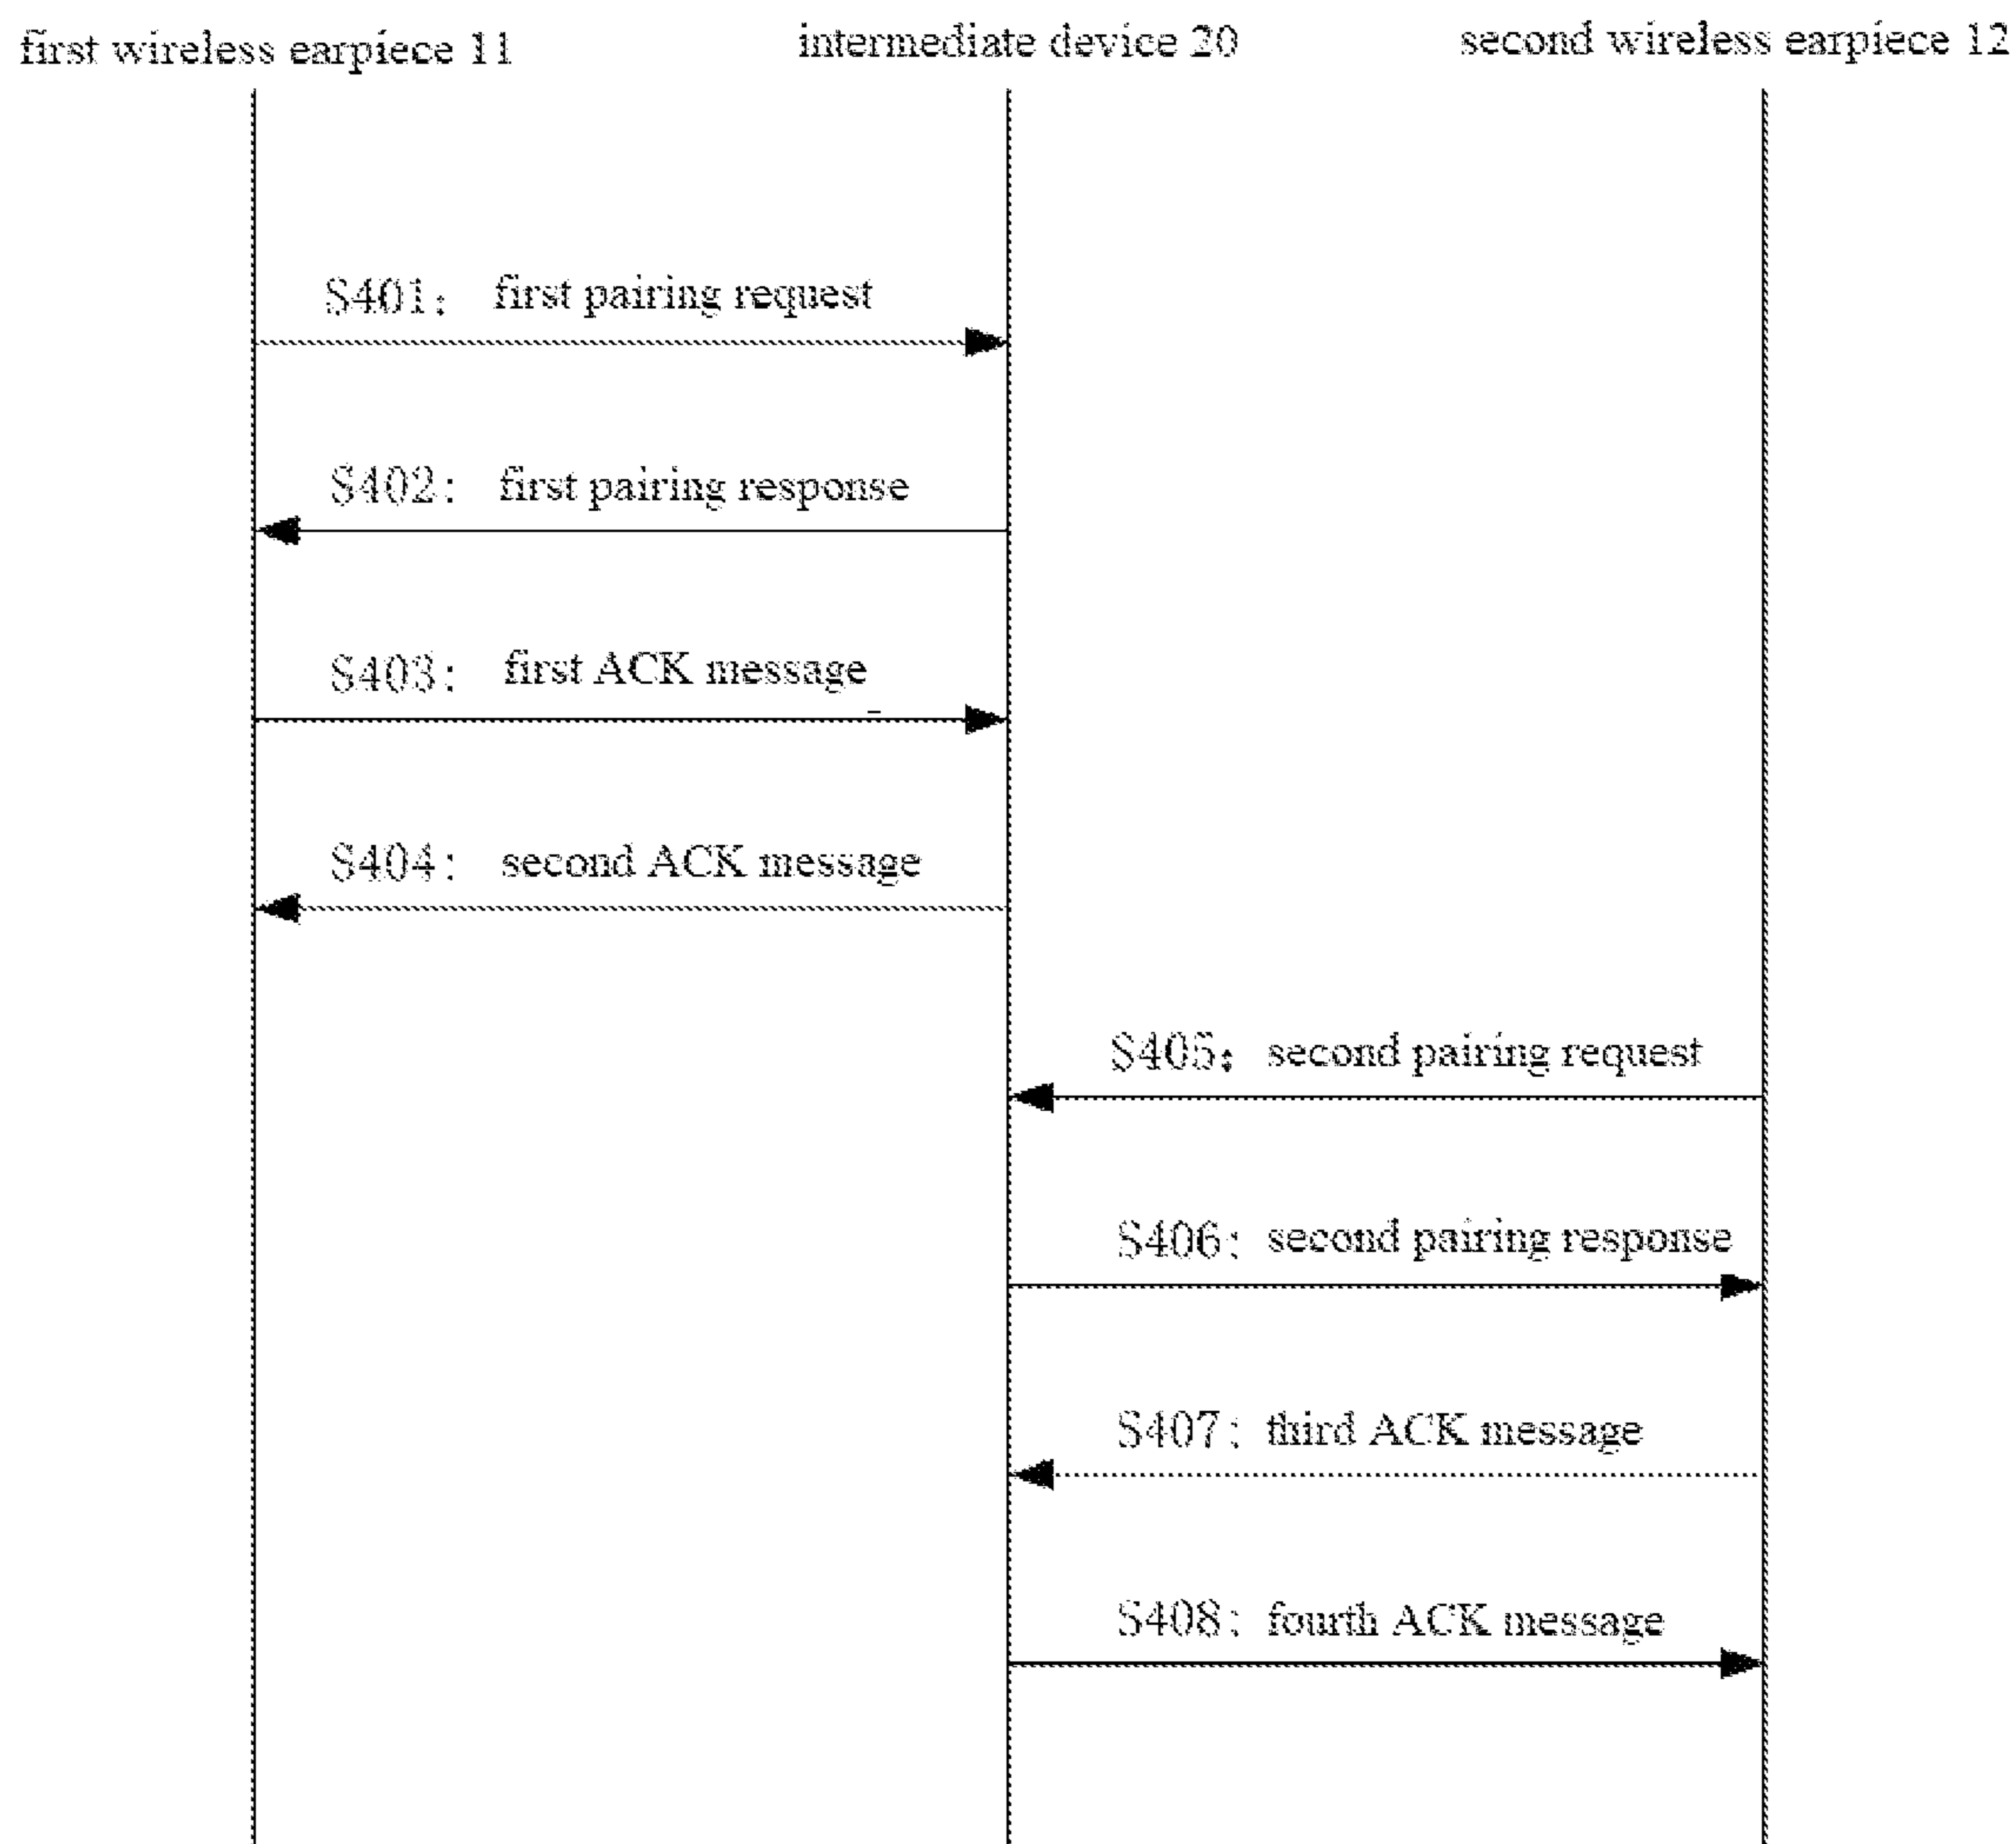 first wireless earpiece 11
intermediate device 20
second wireless earpiece 12
S401: first pairing request
S402: first pairing response
S403: first ACK message
S404: second ACK message
S405: second pairing request
S406: second pairing response
S407: third ACK message
S408: fourth ACK message